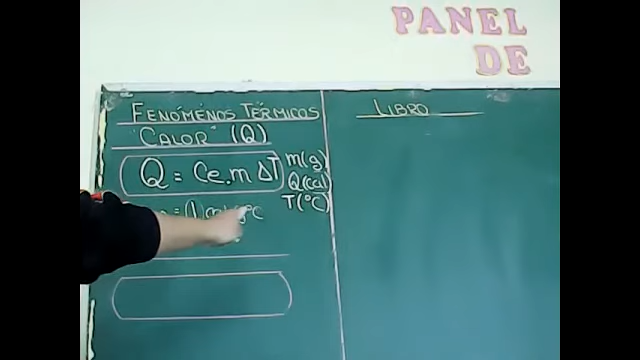 PANEL
DE
FENÓMENOS TÉRMICOS
"CALOR" (Q)
Q = Ce.m ΔT
m(g)
Q(cal)
T(°C)
LIBRO